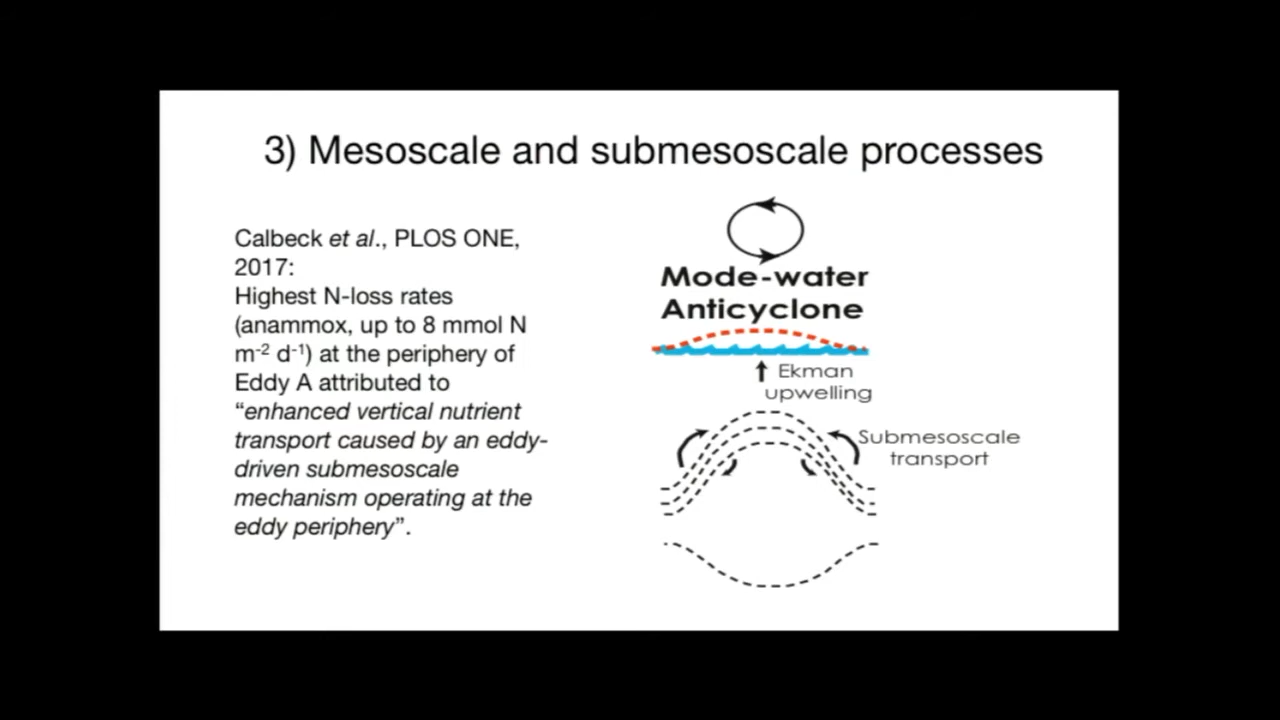 3) Mesoscale and submesoscale processes
Calbeck et al., PLOS ONE,
2017:
Highest N-loss rates
(anammox, up to 8 mmol N
m⁻² d⁻¹) at the periphery of
Eddy A attributed to
“enhanced vertical nutrient
transport caused by an eddy-
driven submesoscale
mechanism operating at the
eddy periphery”.
Mode-water
Anticyclone
Ekman
upwelling
Submesoscale
transport